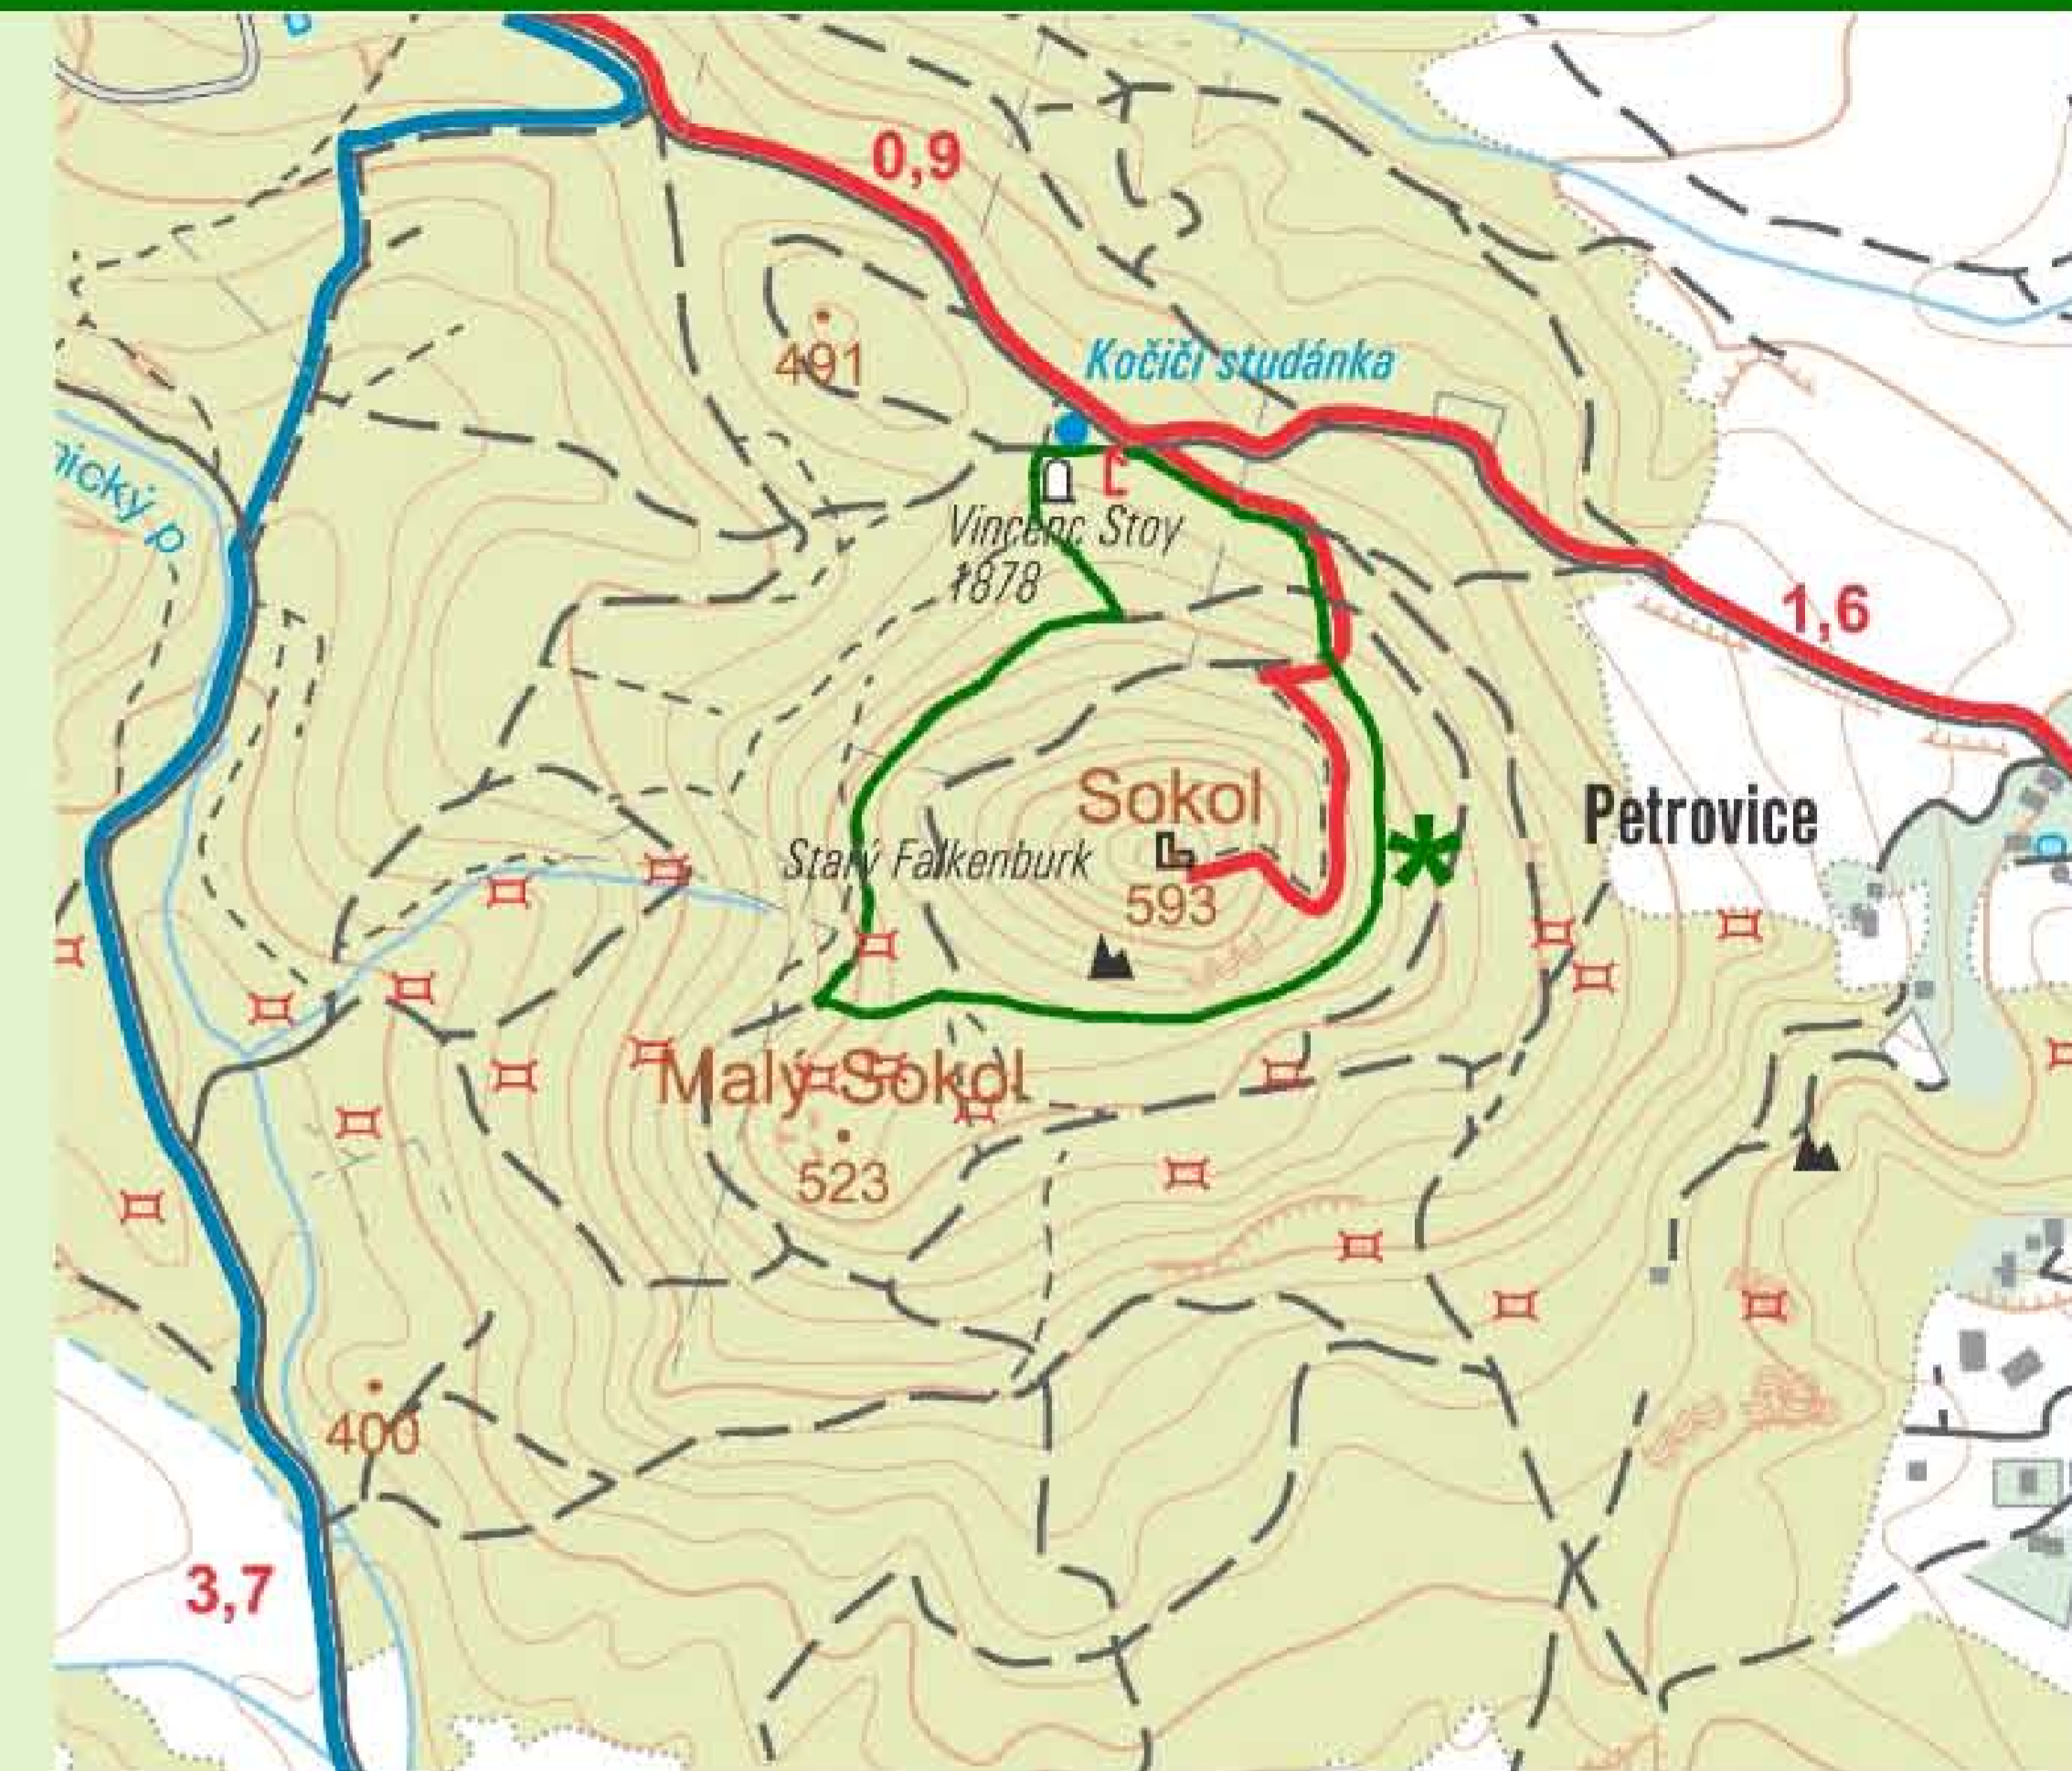 0,9
491
Kočičí studánka
nický p.
Vincenc Stoy
1878
1,6
Sokol
Petrovice
Starý Falkenburk
593
Malý Sokol
523
400
3,7